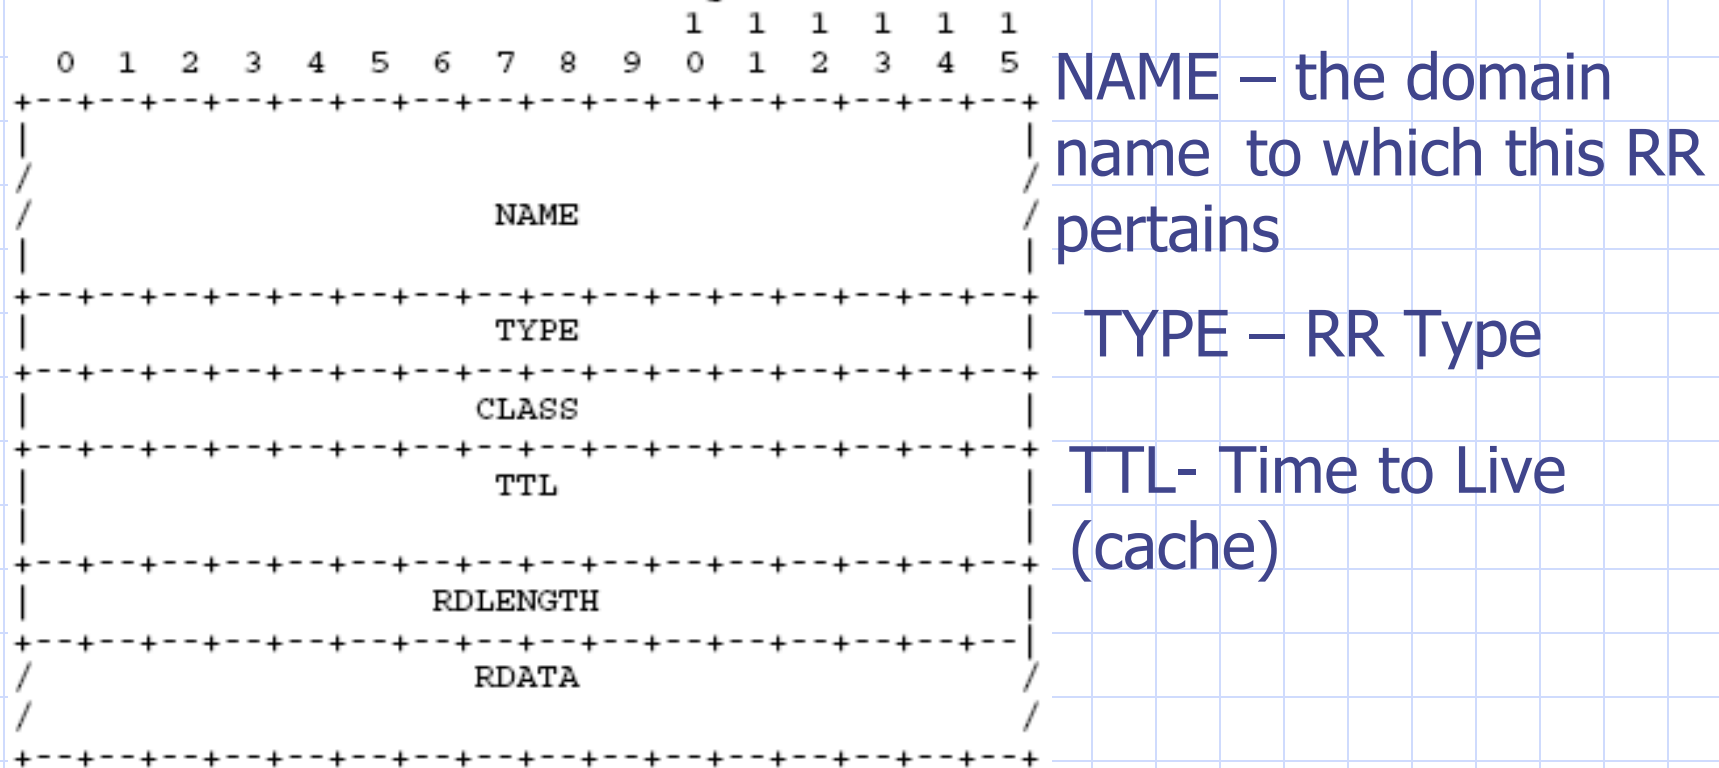 1 1 1 1 1 1
0 1 2 3 4 5 6 7 8 9 0 1 2 3 4 5
NAME
TYPE
CLASS
TTL
RDLENGTH
RDATA
NAME – the domain
name to which this RR
pertains
TYPE – RR Type
TTL- Time to Live
(cache)